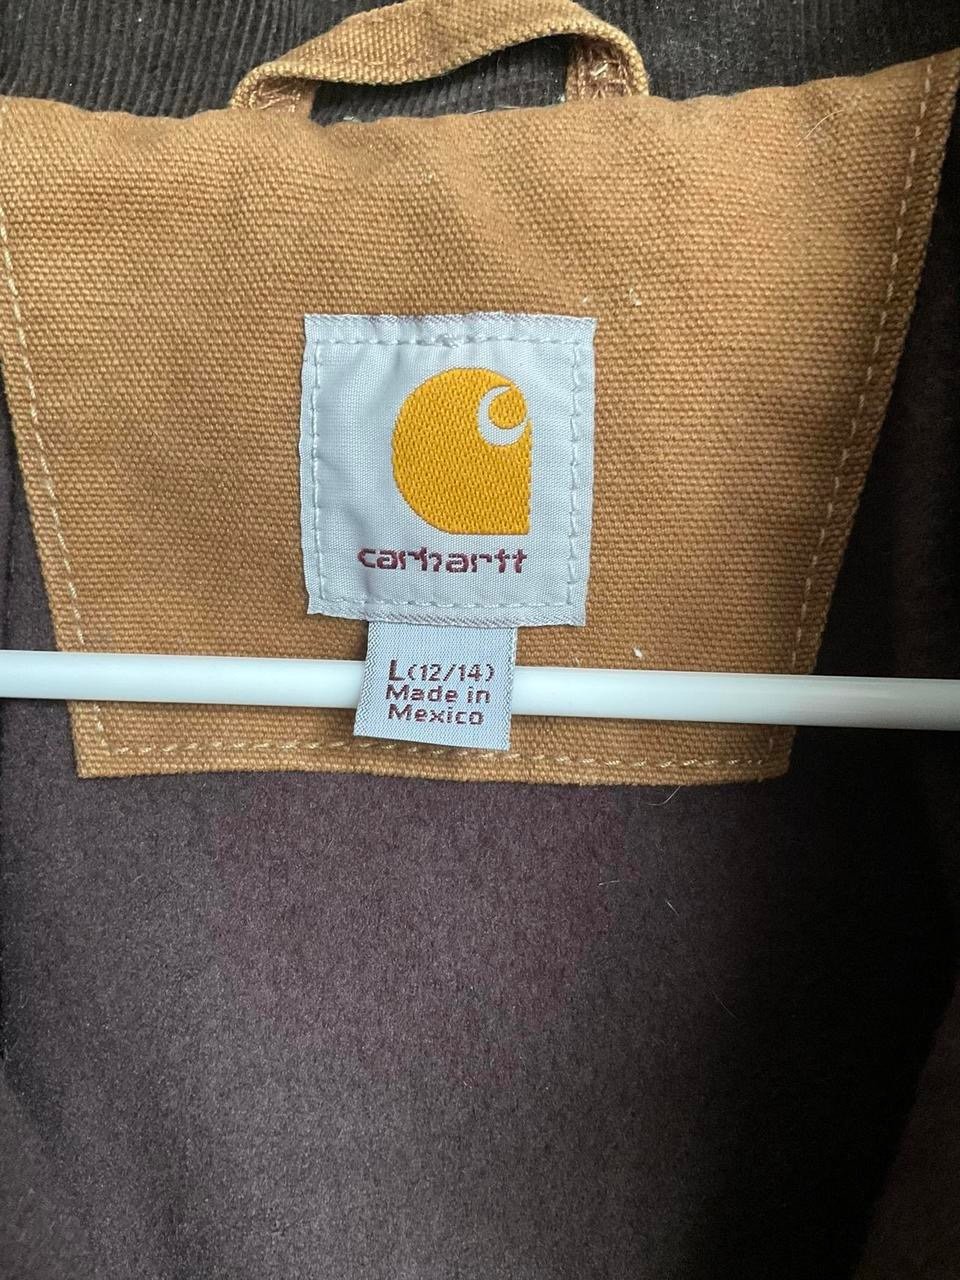 carhartt
L(12/14)
Made in
Mexico